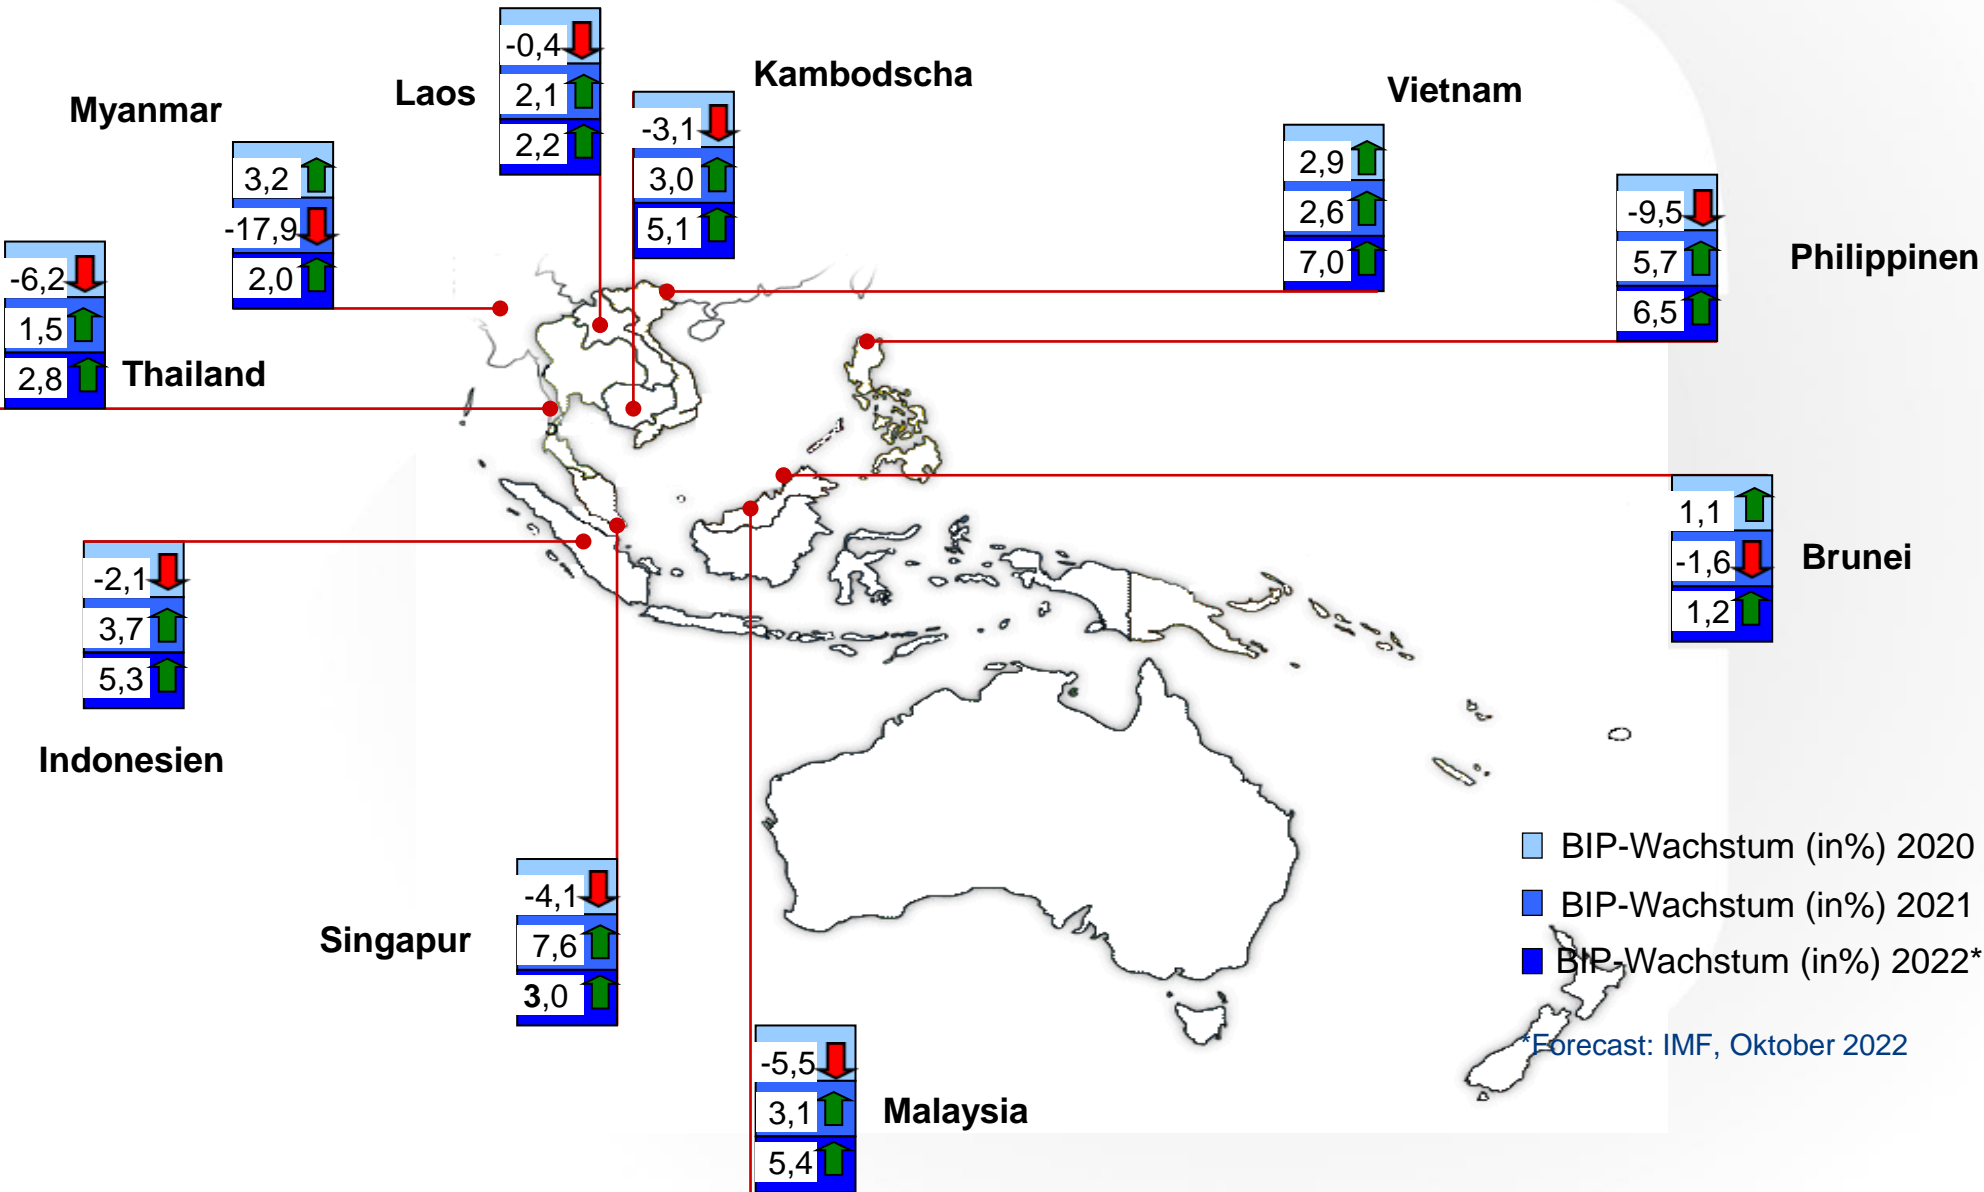 Laos
-0,4
2,1
2,2
Kambodscha
-3,1
3,0
5,1
Vietnam
2,9
2,6
7,0
Myanmar
3,2
-17,9
2,0
Philippinen
-9,5
5,7
6,5
Thailand
-6,2
1,5
2,8
Brunei
1,1
-1,6
1,2
-2,1
3,7
5,3
Indonesien
Singapur
-4,1
7,6
3,0
Malaysia
-5,5
3,1
5,4
BIP-Wachstum (in%) 2020
BIP-Wachstum (in%) 2021
BIP-Wachstum (in%) 2022*
*Forecast: IMF, Oktober 2022